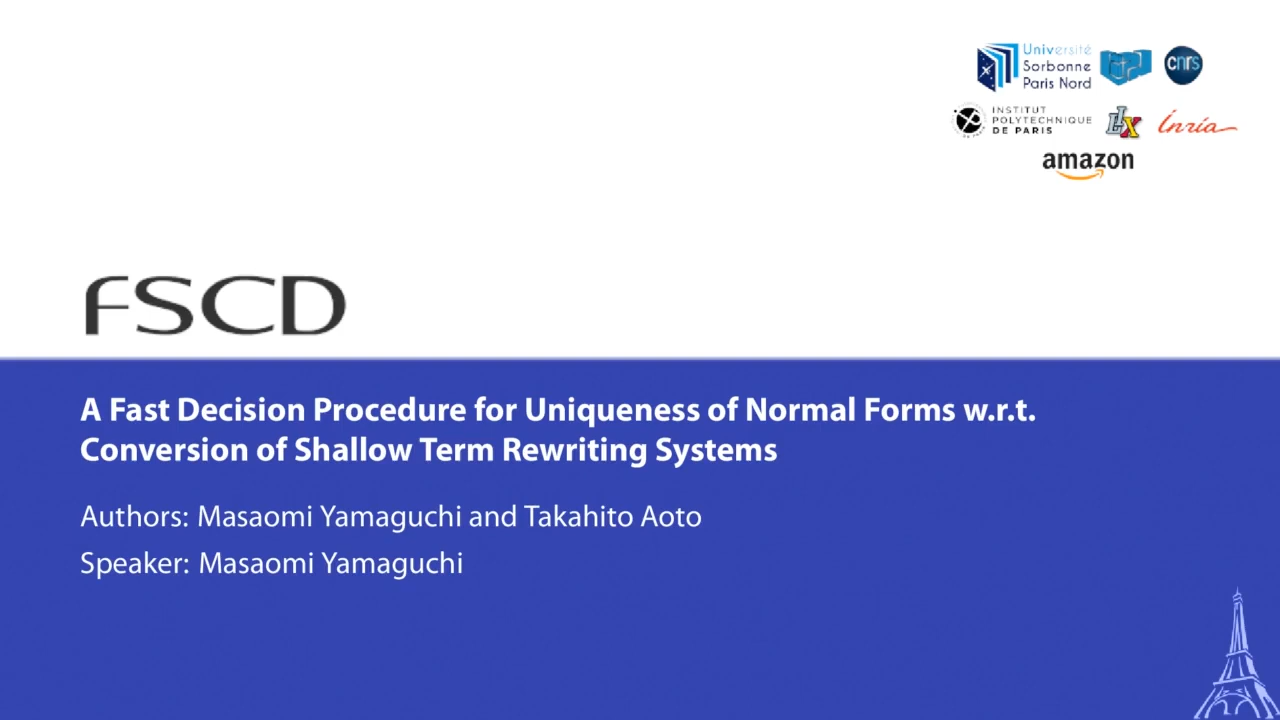 Université
Sorbonne
Paris Nord
cnrs
INSTITUT
POLYTECHNIQUE
DE PARIS
LIX
Inria
amazon
FSCD
A Fast Decision Procedure for Uniqueness of Normal Forms w.r.t.
Conversion of Shallow Term Rewriting Systems
Authors: Masaomi Yamaguchi and Takahito Aoto
Speaker: Masaomi Yamaguchi